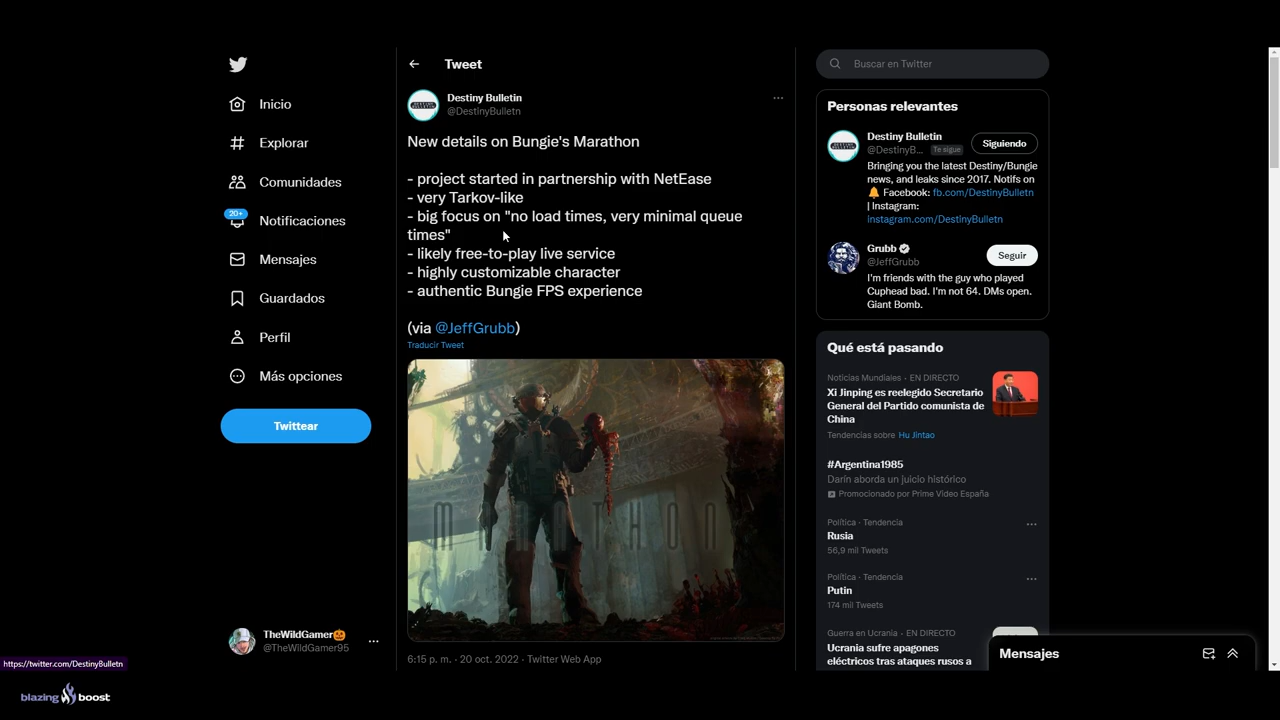 Tweet
Inicio
Explorar
Comunidades
20+
Notificaciones
Mensajes
Guardados
Perfil
Más opciones
Twittear
TheWildGamer🎃
@TheWildGamer95
https://twitter.com/DestinyBulletn
blazing boost
Destiny Bulletin
@DestinyBulletn
New details on Bungie's Marathon
- project started in partnership with NetEase
- very Tarkov-like
- big focus on "no load times, very minimal queue
times"
- likely free-to-play live service
- highly customizable character
- authentic Bungie FPS experience
(via @JeffGrubb)
Traducir Tweet
MARATHON
6:15 p. m. · 20 oct. 2022 · Twitter Web App
Buscar en Twitter
Personas relevantes
Destiny Bulletin
@DestinyB... Te sigue
Siguiendo
Bringing you the latest Destiny/Bungie
news, and leaks since 2017. Notifs on
🔔 Facebook: fb.com/DestinyBulletn
| Instagram:
instagram.com/DestinyBulletn
Grubb
@JeffGrubb
Seguir
I'm friends with the guy who played
Cuphead bad. I'm not 64. DMs open.
Giant Bomb.
Qué está pasando
Noticias Mundiales · EN DIRECTO
Xi Jinping es reelegido Secretario
General del Partido comunista de
China
Tendencias sobre Hu Jintao
#Argentina1985
Darín aborda un juicio histórico
Promocionado por Prime Video España
Política · Tendencia
Rusia
56,9 mil Tweets
Política · Tendencia
Putin
174 mil Tweets
Guerra en Ucrania · EN DIRECTO
Ucrania sufre apagones
eléctricos tras ataques rusos a
Mensajes